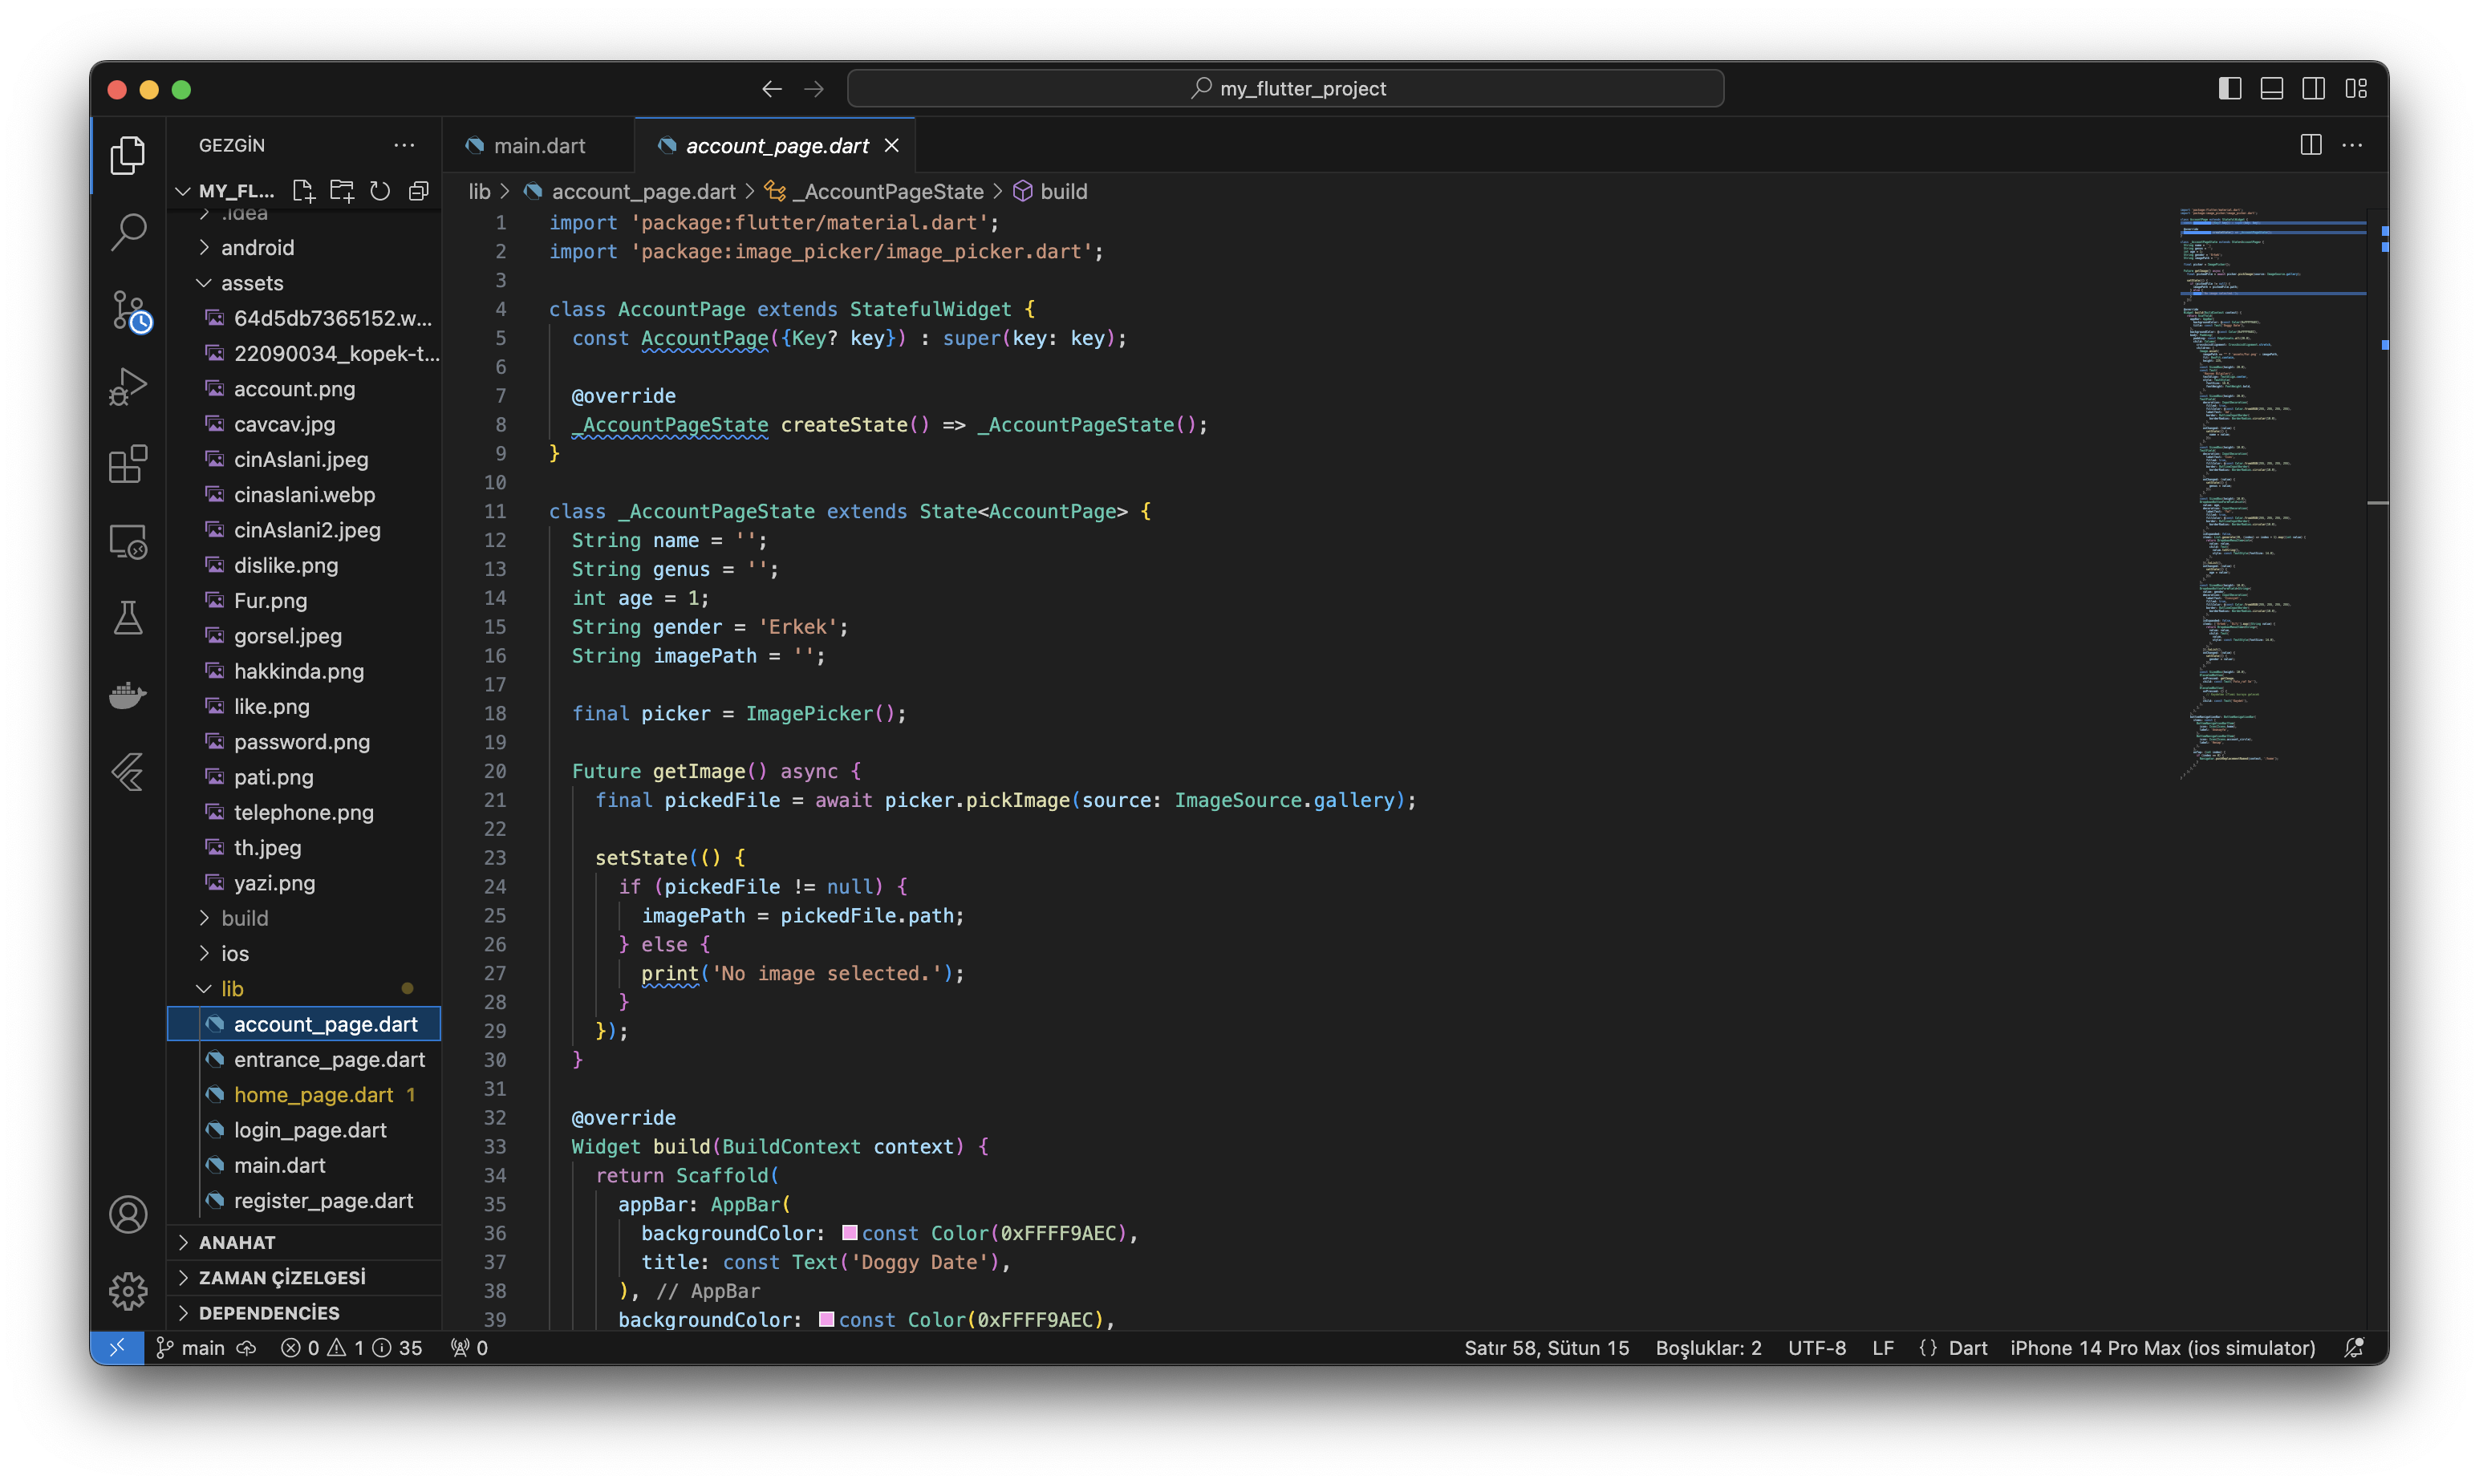 my_flutter_project
GEZGİN
main.dart
account_page.dart
MY_FL...
lib > account_page.dart > _AccountPageState > build
.idea
android
assets
64d5db7365152.w...
22090034_kopek-t...
account.png
cavcav.jpg
cinAslani.jpeg
cinaslani.webp
cinAslani2.jpeg
dislike.png
Fur.png
gorsel.jpeg
hakkinda.png
like.png
password.png
pati.png
telephone.png
th.jpeg
yazi.png
build
ios
lib
account_page.dart
entrance_page.dart
home_page.dart 1
login_page.dart
main.dart
register_page.dart
ANAHAT
ZAMAN ÇİZELGESİ
DEPENDENCİES
1 import 'package:flutter/material.dart';
2 import 'package:image_picker/image_picker.dart';
3
4 class AccountPage extends StatefulWidget {
5 const AccountPage({Key? key}) : super(key: key);
6
7 @override
8 _AccountPageState createState() => _AccountPageState();
9 }
10
11 class _AccountPageState extends State<AccountPage> {
12 String name = '';
13 String genus = '';
14 int age = 1;
15 String gender = 'Erkek';
16 String imagePath = '';
17
18 final picker = ImagePicker();
19
20 Future getImage() async {
21 final pickedFile = await picker.pickImage(source: ImageSource.gallery);
22
23 setState(() {
24 if (pickedFile != null) {
25 imagePath = pickedFile.path;
26 } else {
27 print('No image selected.');
28 }
29 });
30 }
31
32 @override
33 Widget build(BuildContext context) {
34 return Scaffold(
35 appBar: AppBar(
36 backgroundColor: const Color(0xFFFF9AEC),
37 title: const Text('Doggy Date'),
38 ), // AppBar
39 backgroundColor: const Color(0xFFFF9AEC),
main 0 1 35 0 Satır 58, Sütun 15 Boşluklar: 2 UTF-8 LF {} Dart iPhone 14 Pro Max (ios simulator)